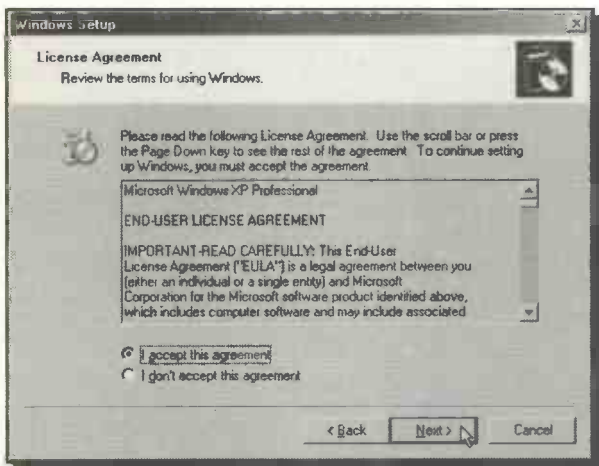 Windows Setup
License Agreement
Review the terms for using Windows.
Please read the following License Agreement. Use the scroll bar or press
the Page Down key to see the rest of the agreement. To continue setting
up Windows, you must accept the agreement.
Microsoft Windows XP Professional
END-USER LICENSE AGREEMENT
IMPORTANT-READ CAREFULLY: This End-User
License Agreement ("EULA") is a legal agreement between you
(either an individual or a single entity) and Microsoft
Corporation for the Microsoft software product identified above,
which includes computer software and may include associated
I accept this agreement
I don't accept this agreement
< Back
Next >
Cancel